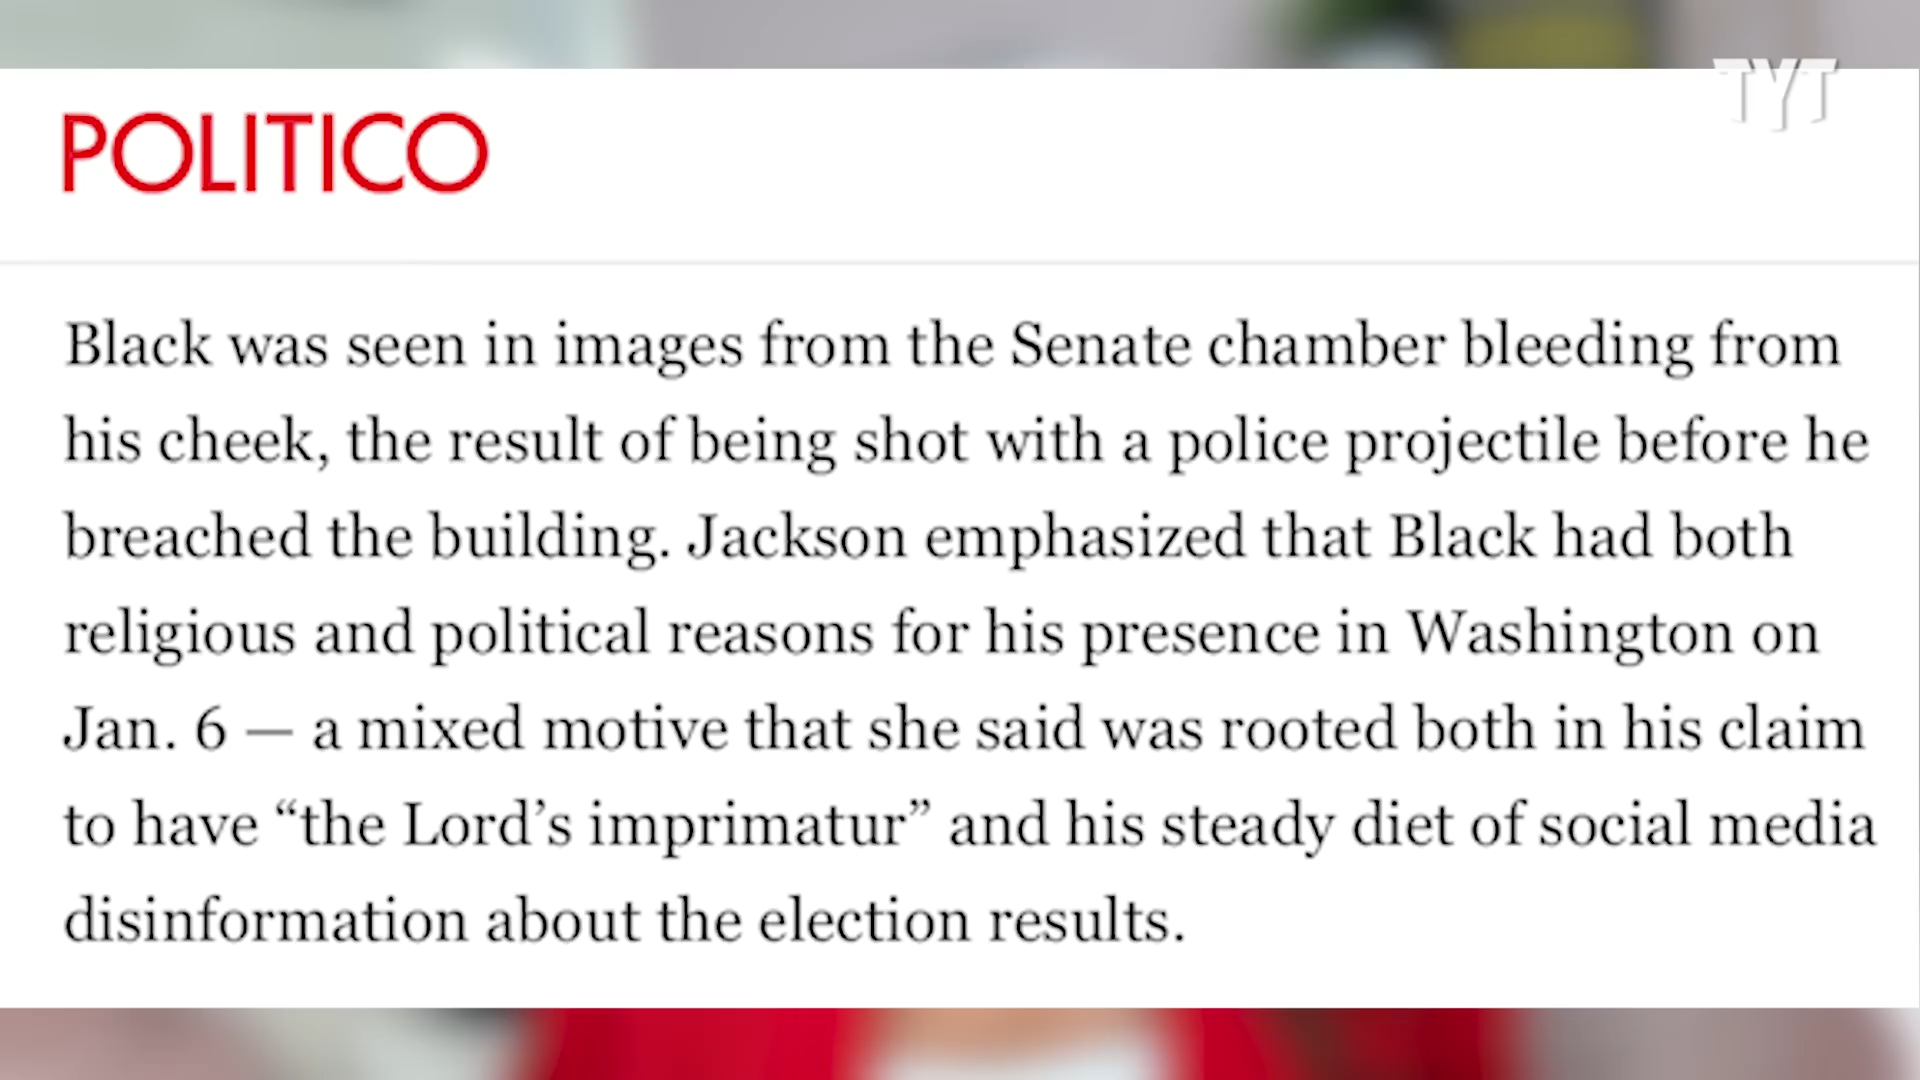 TYT
POLITICO
Black was seen in images from the Senate chamber bleeding from
his cheek, the result of being shot with a police projectile before he
breached the building. Jackson emphasized that Black had both
religious and political reasons for his presence in Washington on
Jan. 6 — a mixed motive that she said was rooted both in his claim
to have “the Lord’s imprimatur” and his steady diet of social media
disinformation about the election results.